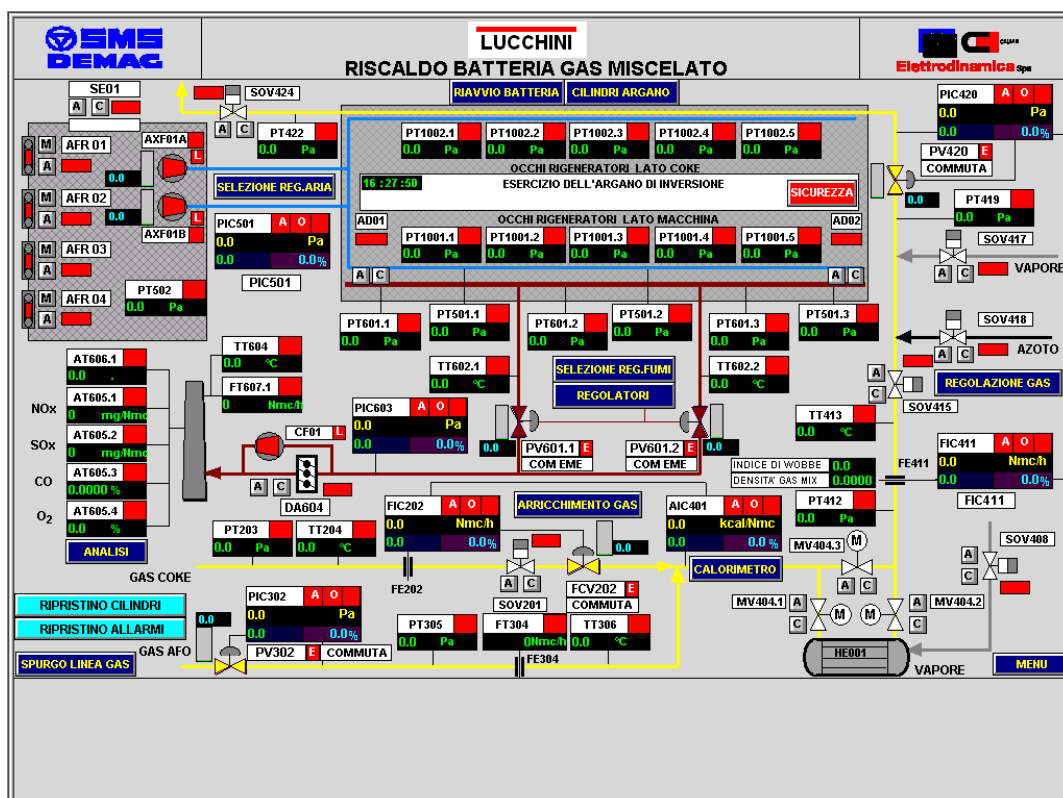 SMS
DEMAG
LUCCHINI
RISCALDO BATTERIA GAS MISCELATO
Elettrodinamica Spa
SE01
A C
SOV424
A C
RIAVVIO BATTERIA
CILINDRI ARGANO
PIC420
A O
0.0 Pa
0.0 0.0%
PV420 E
COMMUTA
0.0
PT422
0.0 Pa
PT1002.1
0.0 Pa
PT1002.2
0.0 Pa
PT1002.3
0.0 Pa
PT1002.4
0.0 Pa
PT1002.5
0.0 Pa
M AFR 01
A
M AFR 02
A
AFR 03
A
M AFR 04
A
AXF01A
L
0.0
0.0
L
AXF01B
SELEZIONE REG.ARIA
OCCHI RIGENERATORI LATO COKE
16:27:50
ESERCIZIO DELL'ARGANO DI INVERSIONE
SICUREZZA
OCCHI RIGENERATORI LATO MACCHINA
AD01
AD02
PT1001.1
0.0 Pa
PT1001.2
0.0 Pa
PT1001.3
0.0 Pa
PT1001.4
0.0 Pa
PT1001.5
0.0 Pa
A C
A C
PIC501
A O
0.0 Pa
0.0 0.0%
PIC501
PT502
0.0 Pa
PT419
0.0 Pa
SOV417
A C
VAPORE
SOV418
A C
AZOTO
PT601.1
0.0 Pa
PT501.1
0.0 Pa
PT601.2
0.0 Pa
PT501.2
0.0 Pa
PT601.3
0.0 Pa
PT501.3
0.0 Pa
AT606.1
0.0 .
NOx
AT605.1
0 mg/Nmc
SOx
AT605.2
0 mg/Nmc
CO
AT605.3
0.0000 %
O2
AT605.4
0.0 %
ANALISI
TT604
0.0 °C
FT607.1
0 Nmc/h
TT602.1
0.0 °C
SELEZIONE REG.FUMI
REGOLATORI
TT602.2
0.0 °C
A
C
SOV415
REGOLAZIONE GAS
CF01 L
A C
DA604
PIC603
A O
0.0 Pa
0.0 0.0%
0.0
PV601.1 E
COM EME
PV601.2 E
COM EME
0.0
TT413
0.0 °C
INDICE DI WOBBE 0.0
DENSITA' GAS MIX 0.0000
FE411
FIC411
A O
0.0 Nmc/h
0.0 0.0%
FIC411
PT412
0.0 Pa
PT203
0.0 Pa
TT204
0.0 °C
FIC202
A O
0.0 Nmc/h
0.0 0.0%
ARRICCHIMENTO GAS
0.0
AIC401
A O
0.0 kcal/Nmc
0.0 0.0%
CALORIMETRO
MV404.3
M
A C
SOV408
A
C
GAS COKE
FE202
A C
SOV201
FCV202 E
COMMUTA
MV404.1
A
C
M
M
A
C
MV404.2
RIPRISTINO CILINDRI
RIPRISTINO ALLARMI
SPURGO LINEA GAS
0.0
GAS AFO
PIC302
A O
0.0 Pa
0.0 0.0%
PV302 E COMMUTA
PT305
0.0 Pa
FT304
0Nmc/h
TT306
0.0 °C
FE304
HE001
VAPORE
MENU